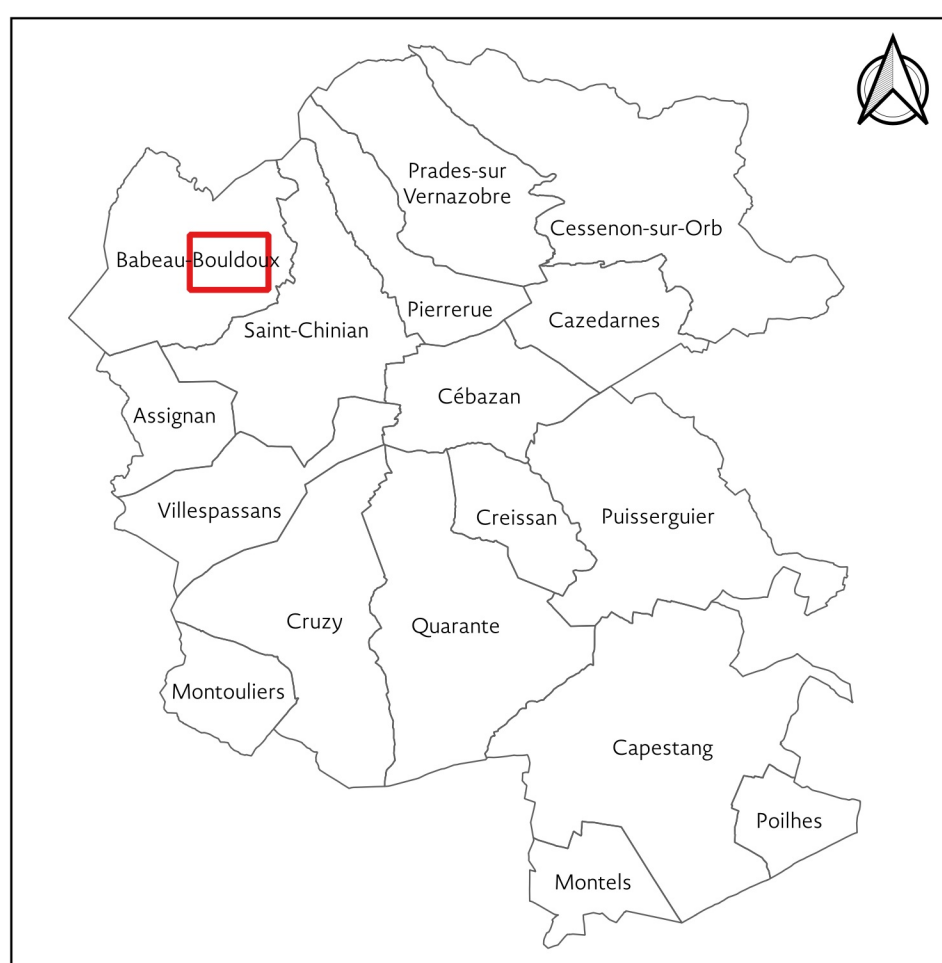 Prades-sur
Vernazobre
Cessenon-sur-Orb
Babeau-Bouldoux
Pierrerue
Cazedarnes
Saint-Chinian
Cébazan
Assignan
Villespassans
Creissan
Puisserguier
Cruzy
Quarante
Montouliers
Capestang
Poilhes
Montels